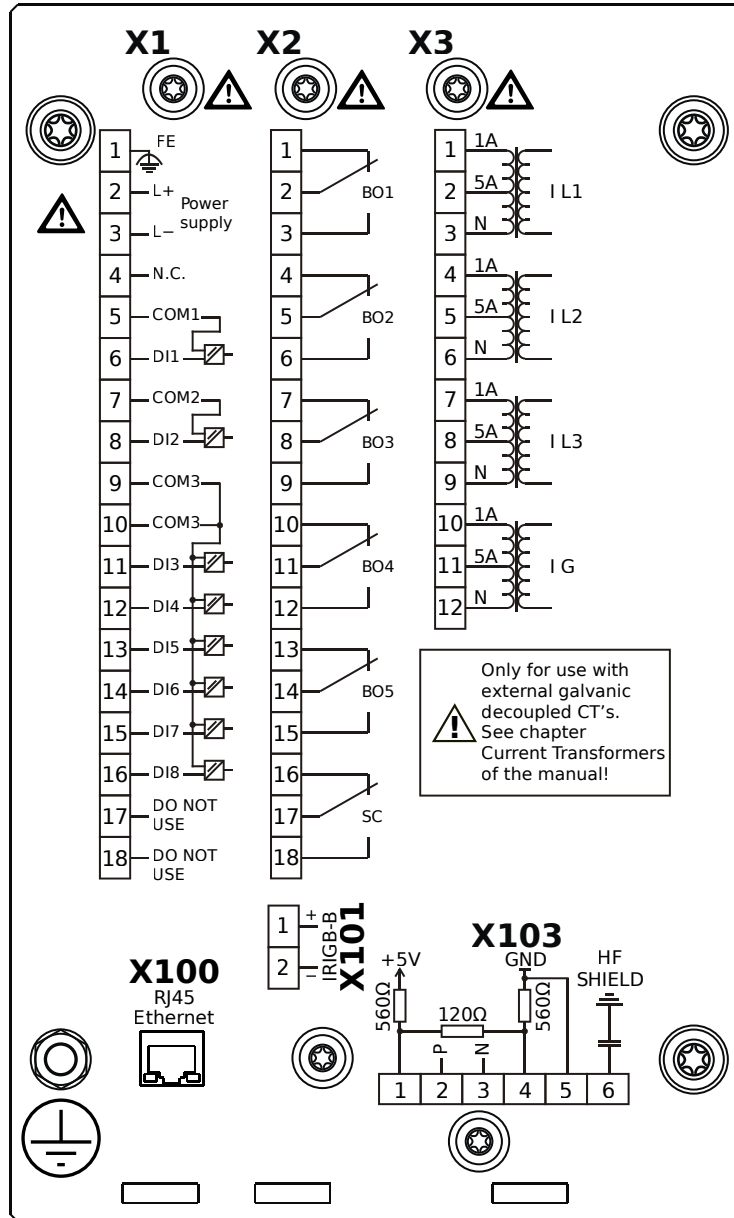 X1 X2 X3
1 FE
2 L+
Power
supply
3 L−
4 N.C.
5 COM1
6 DI1
7 COM2
8 DI2
9 COM3
10 COM3
11 DI3
12 DI4
13 DI5
14 DI6
15 DI7
16 DI8
17 DO NOT
USE
18 DO NOT
USE
1
2 BO1
3
4
5 BO2
6
7
8 BO3
9
10
11 BO4
12
13
14 BO5
15
16
17 SC
18
1 1A
2 5A I L1
3 N
4 1A
5 5A I L2
6 N
7 1A
8 5A I L3
9 N
10 1A
11 5A I G
12 N
!
!
!
!
!
Only for use with
external galvanic
decoupled CT's.
See chapter
Current Transformers
of the manual!
X100
RJ45
Ethernet
1 +
2 −
IRIGB-B
X101
X103
+5V
GND
HF
SHIELD
560Ω
120Ω
560Ω
P
N
1 2 3 4 5 6